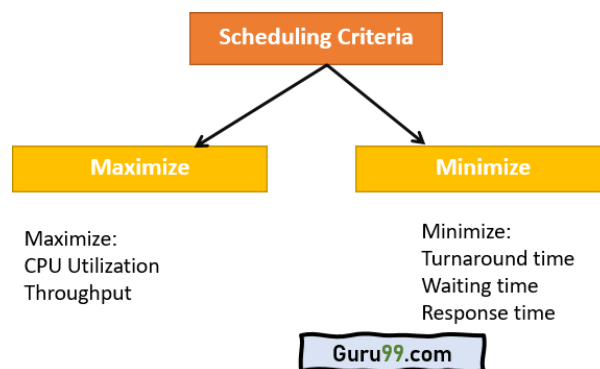 Scheduling Criteria
Maximize
Minimize
Maximize:
CPU Utilization
Throughput
Minimize:
Turnaround time
Waiting time
Response time
Guru99.com